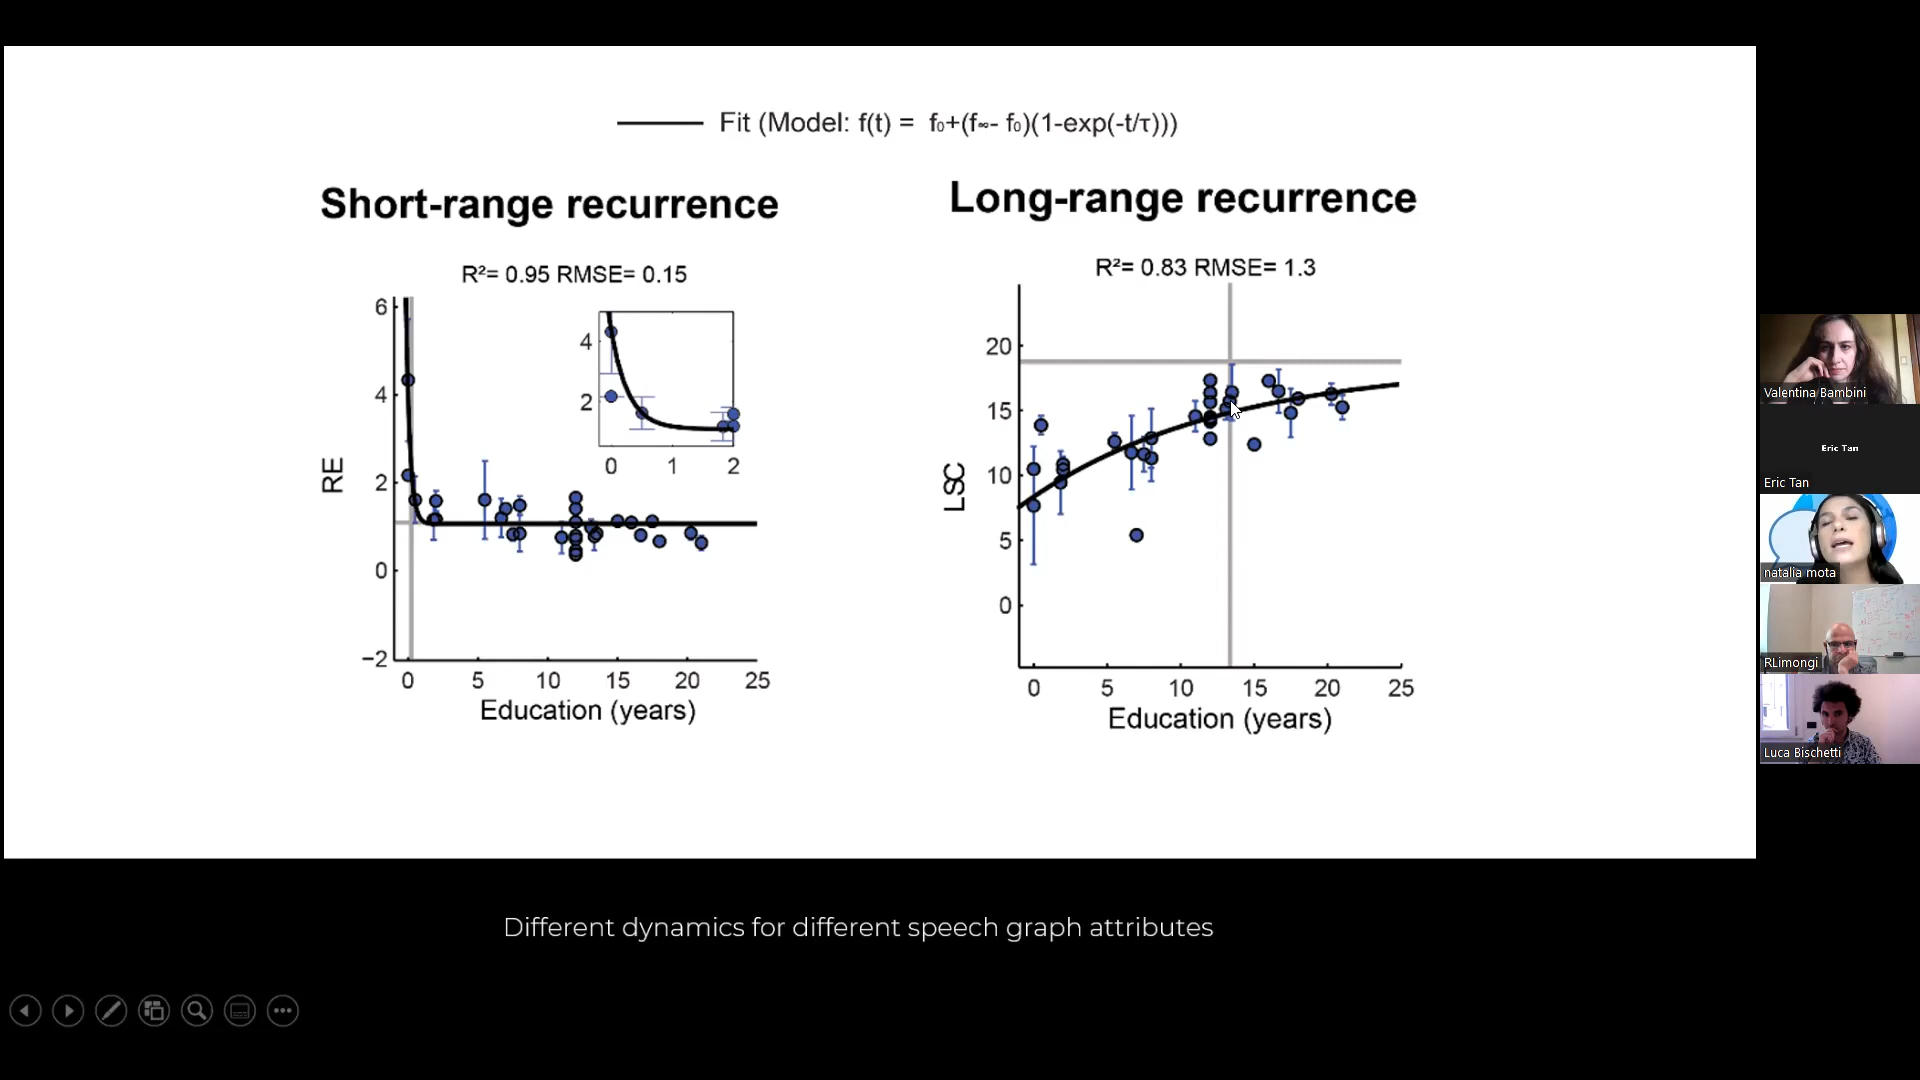 Fit (Model: f(t) = f₀+(f∞- f₀)(1-exp(-t/τ)))
Short-range recurrence
Long-range recurrence
R²= 0.95 RMSE= 0.15
R²= 0.83 RMSE= 1.3
6
4
2
0
−2
RE
0
5
10
15
20
25
Education (years)
4
2
0
1
2
20
15
10
5
0
LSC
0
5
10
15
20
25
Education (years)
Different dynamics for different speech graph attributes
Valentina Bambini
Eric Tan
Eric Tan
natalia mota
RLimongi
Luca Bischetti